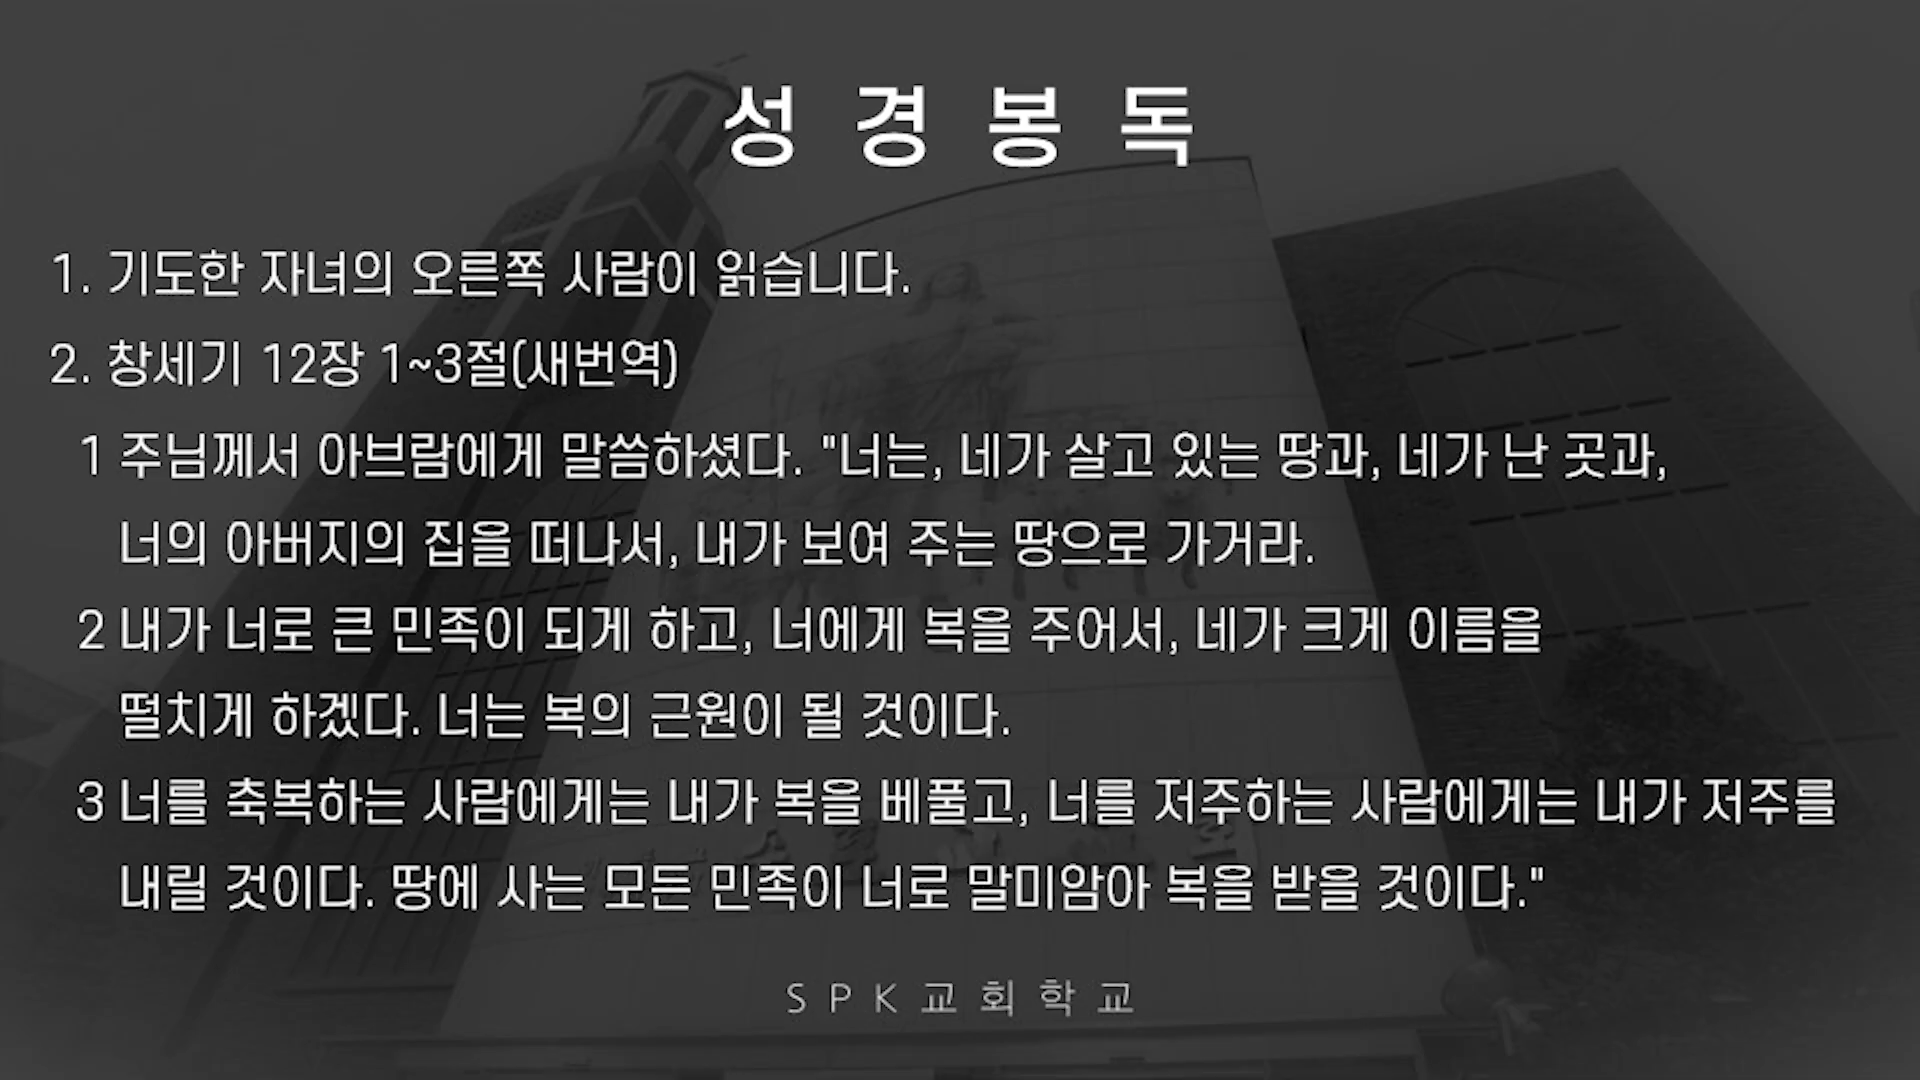 성경봉독
1. 기도한 자녀의 오른쪽 사람이 읽습니다.
2. 창세기 12장 1~3절(새번역)
1 주님께서 아브람에게 말씀하셨다. "너는, 네가 살고 있는 땅과, 네가 난 곳과,
너의 아버지의 집을 떠나서, 내가 보여 주는 땅으로 가거라.
2 내가 너로 큰 민족이 되게 하고, 너에게 복을 주어서, 네가 크게 이름을
떨치게 하겠다. 너는 복의 근원이 될 것이다.
3 너를 축복하는 사람에게는 내가 복을 베풀고, 너를 저주하는 사람에게는 내가 저주를
내릴 것이다. 땅에 사는 모든 민족이 너로 말미암아 복을 받을 것이다."
SPK교회학교